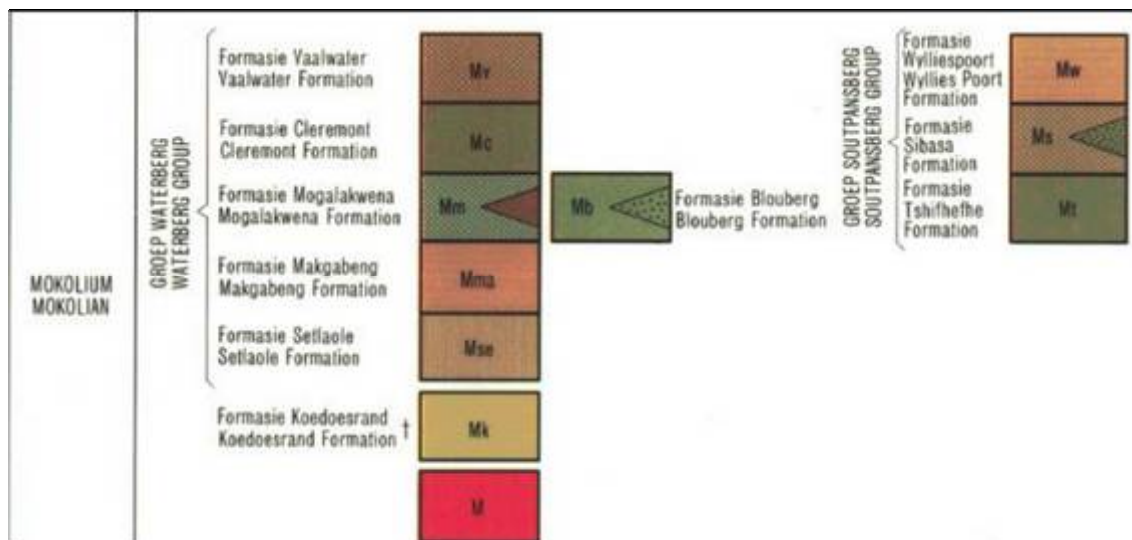 MOKOLIUM
MOKOLIAN
GROEP WATERBERG
WATERBERG GROUP
Formasie Vaalwater
Vaalwater Formation
Mv
Formasie Cleremont
Cleremont Formation
Mc
Formasie Mogalakwena
Mogalakwena Formation
Mm
Mb
Formasie Blouberg
Blouberg Formation
Formasie Makgabeng
Makgabeng Formation
Mma
Formasie Setlaole
Setlaole Formation
Mse
Formasie Koedoesrand
Koedoesrand Formation †
Mk
M
GROEP SOUTPANSBERG
SOUTPANSBERG GROUP
Formasie
Wylliespoort
Wyllies Poort
Formation
Mw
Formasie
Sibasa
Formation
Ms
Formasie
Tshifhefhe
Formation
Mt